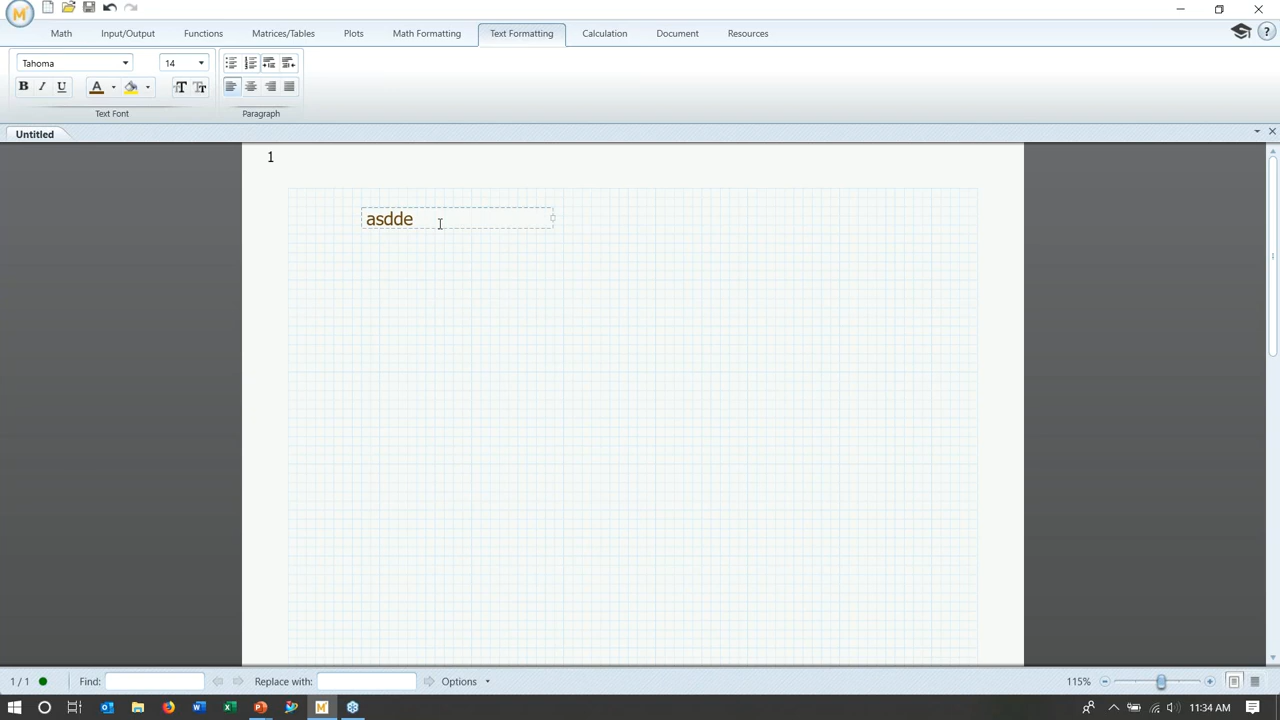 Math Input/Output Functions Matrices/Tables Plots Math Formatting Text Formatting Calculation Document Resources
Tahoma 14
B I U A
Text Font Paragraph
Untitled
1
asdde
1 / 1 Find: Replace with: Options 115%
11:34 AM